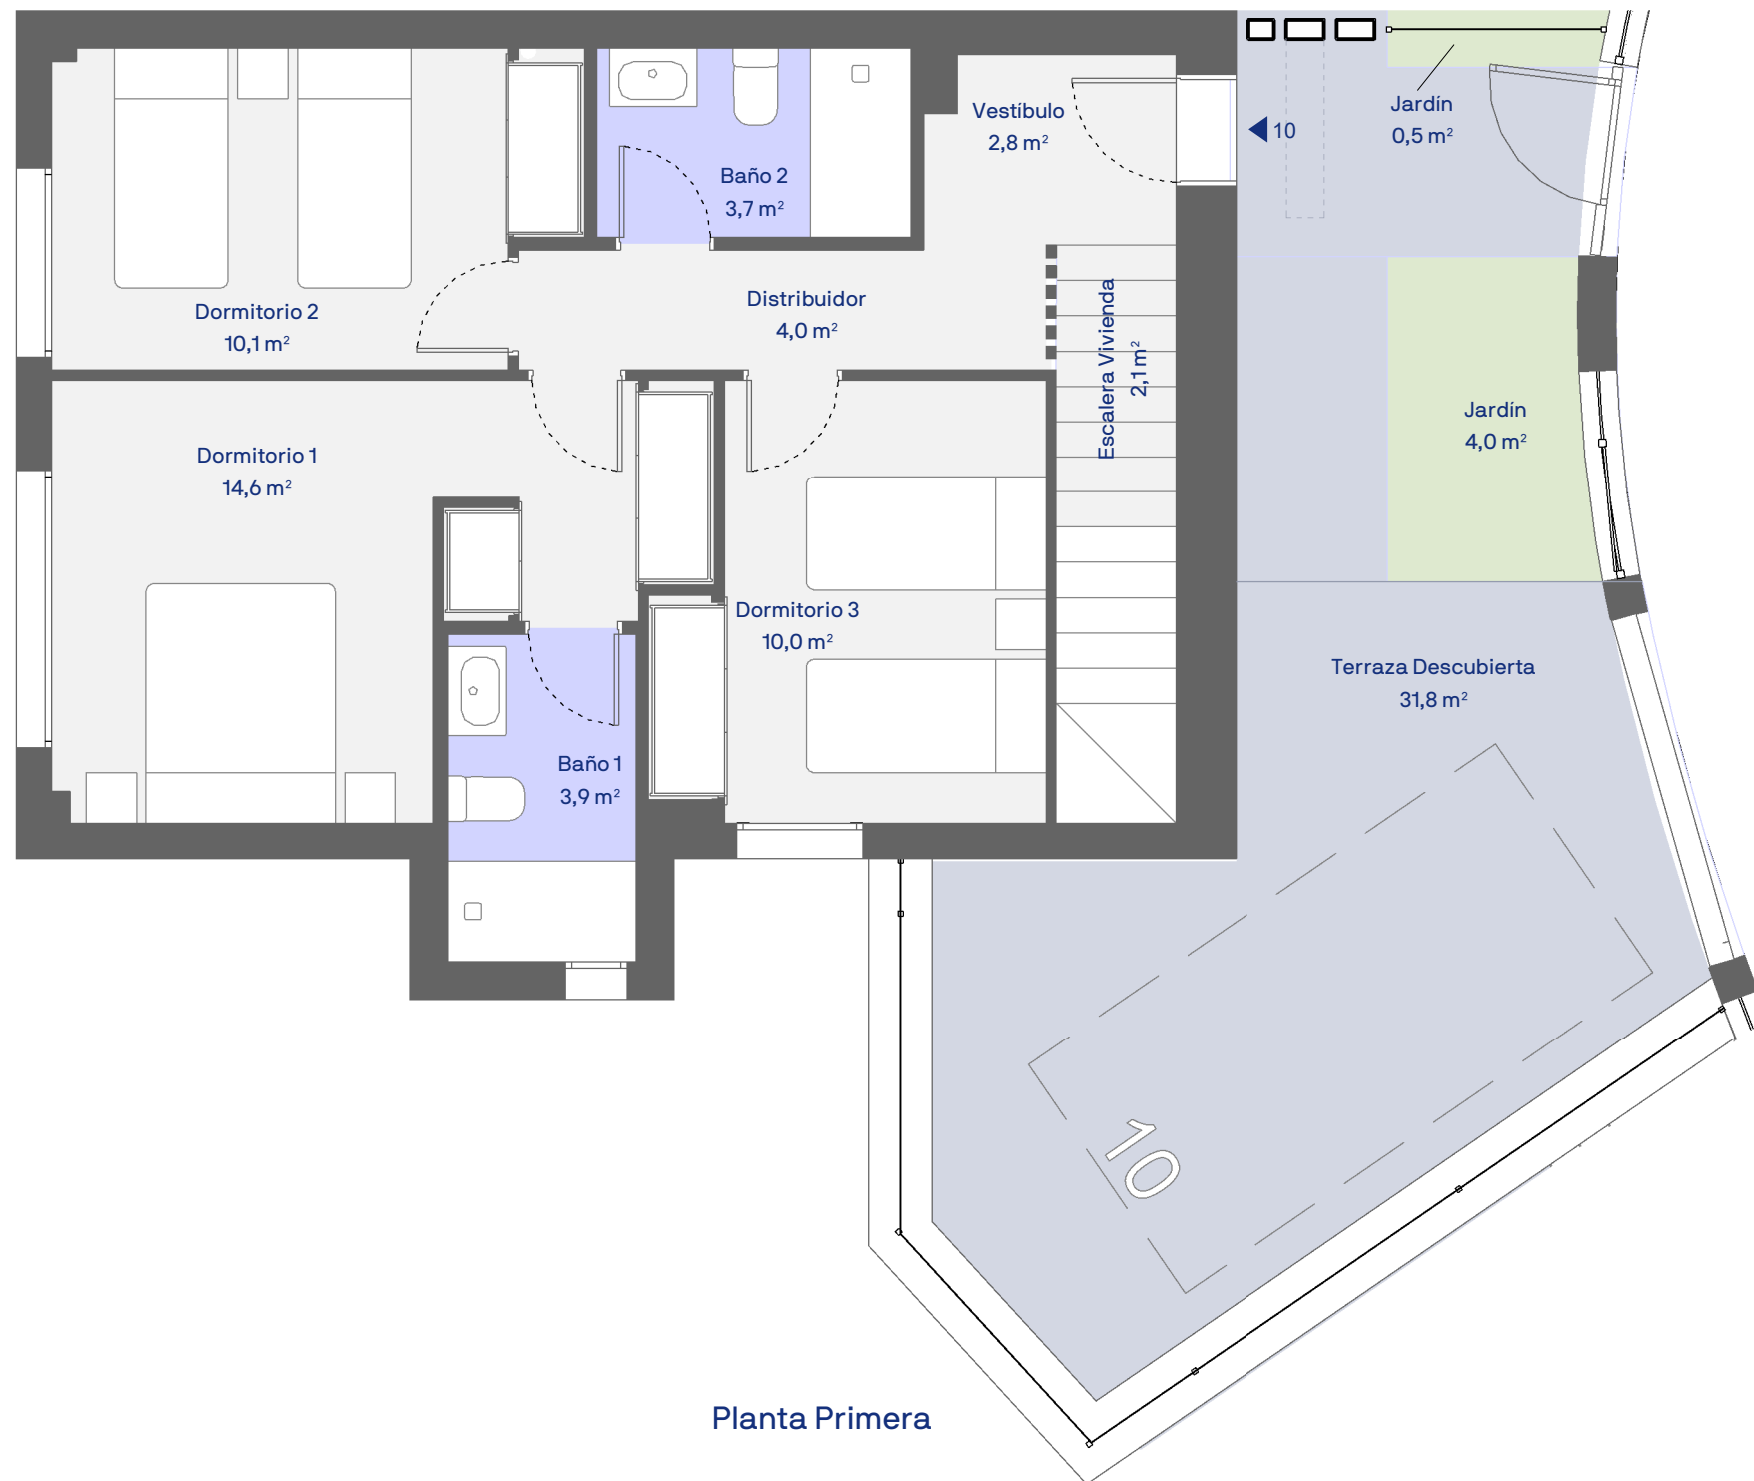 Vestíbulo
2,8 m²
10
Jardín
0,5 m²
Baño 2
3,7 m²
Dormitorio 2
10,1 m²
Distribuidor
4,0 m²
Escalera Vivienda
2,1 m²
Jardín
4,0 m²
Dormitorio 1
14,6 m²
Dormitorio 3
10,0 m²
Terraza Descubierta
31,8 m²
Baño 1
3,9 m²
10
Planta Primera